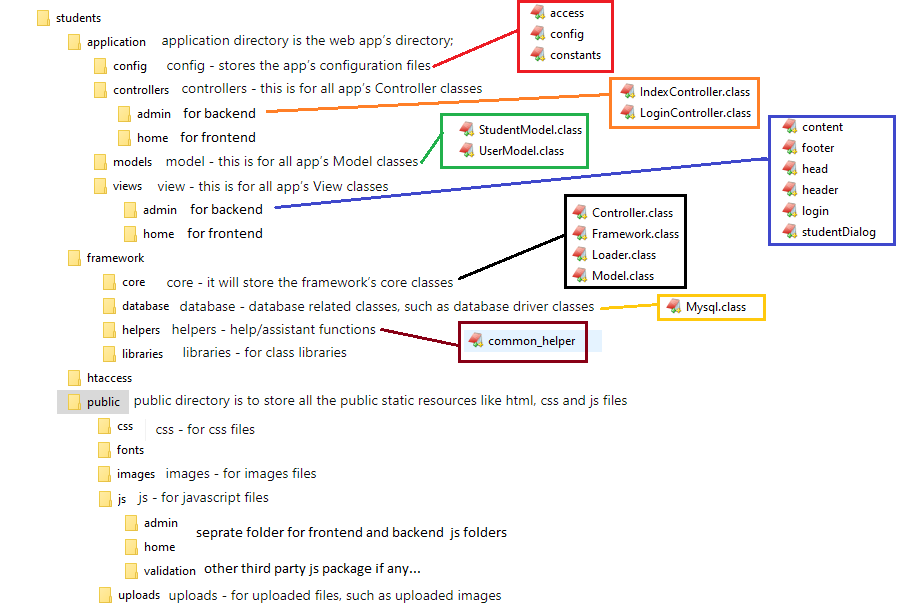 students
application application directory is the web app's directory;
config config - stores the app's configuration files
access
config
constants
controllers controllers - this is for all app's Controller classes
admin for backend
IndexController.class
LoginController.class
home for frontend
models model - this is for all app's Model classes
StudentModel.class
UserModel.class
views view - this is for all app's View classes
admin for backend
content
footer
head
header
login
studentDialog
home for frontend
framework
core core - it will store the framework's core classes
Controller.class
Framework.class
Loader.class
Model.class
database database - database related classes, such as database driver classes
Mysql.class
helpers helpers - help/assistant functions
common_helper
libraries libraries - for class libraries
htaccess
public public directory is to store all the public static resources like html, css and js files
css css - for css files
fonts
images images - for images files
js js - for javascript files
admin
seprate folder for frontend and backend js folders
home
validation other third party js package if any...
uploads uploads - for uploaded files, such as uploaded images